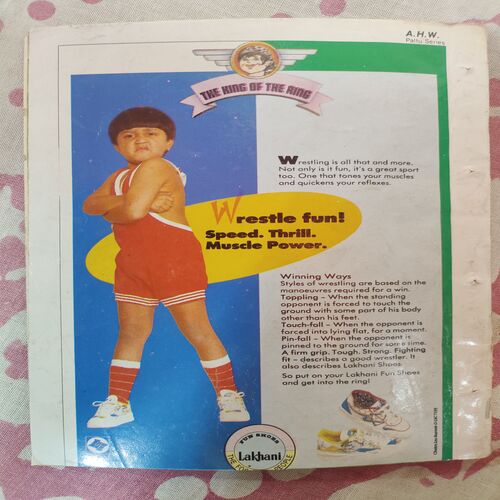 A.H.W.
Party Series
THE KING OF THE RING
Wrestling is all that and more.
Not only is it fun, it's a great sport
too. One that tones your muscles
and quickens your reflexes.
Wrestle fun!
Speed. Thrill.
Muscle Power.
Winning Ways
Styles of wrestling are based on the
manoeuvres required for a win.
Toppling – When the standing
opponent is forced to touch the
ground with some part of his body
other than his feet.
Touch-fall – When the opponent is
forced into lying flat, for a moment.
Pin-fall – When the opponent is
pinned to the ground for some time.
A firm grip. Tough. Strong. Fighting
fit – describes a good wrestler. It
also describes Lakhani Shoes.
So put on your Lakhani Fun Shoes
and get into the ring!
FUN SHOES
Lakhani
PEOPLE